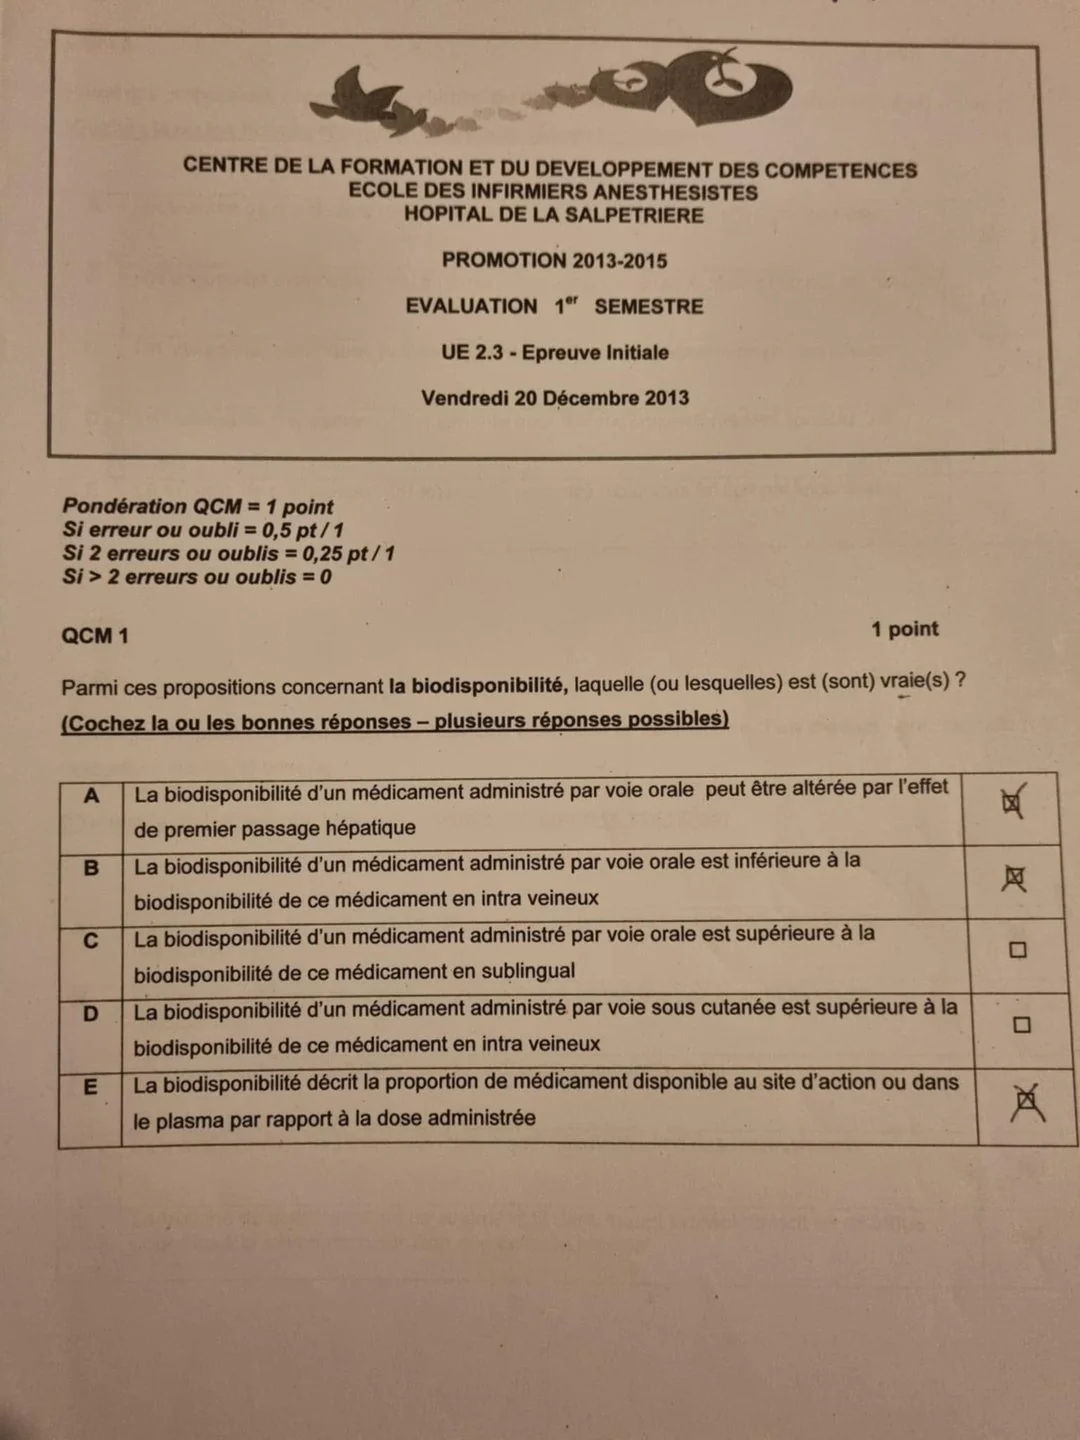 CENTRE DE LA FORMATION ET DU DEVELOPPEMENT DES COMPETENCES
ECOLE DES INFIRMIERS ANESTHESISTES
HOPITAL DE LA SALPETRIERE
PROMOTION 2013-2015
EVALUATION 1er SEMESTRE
UE 2.3 - Epreuve Initiale
Vendredi 20 Décembre 2013
Pondération QCM = 1 point
Si erreur ou oubli = 0,5 pt / 1
Si 2 erreurs ou oublis = 0,25 pt / 1
Si > 2 erreurs ou oublis = 0
QCM 1 1 point
Parmi ces propositions concernant la biodisponibilité, laquelle (ou lesquelles) est (sont) vraie(s) ?
(Cochez la ou les bonnes réponses – plusieurs réponses possibles)
A La biodisponibilité d'un médicament administré par voie orale peut être altérée par l'effet
de premier passage hépatique
B La biodisponibilité d'un médicament administré par voie orale est inférieure à la
biodisponibilité de ce médicament en intra veineux
C La biodisponibilité d'un médicament administré par voie orale est supérieure à la
biodisponibilité de ce médicament en sublingual
D La biodisponibilité d'un médicament administré par voie sous cutanée est supérieure à la
biodisponibilité de ce médicament en intra veineux
E La biodisponibilité décrit la proportion de médicament disponible au site d'action ou dans
le plasma par rapport à la dose administrée